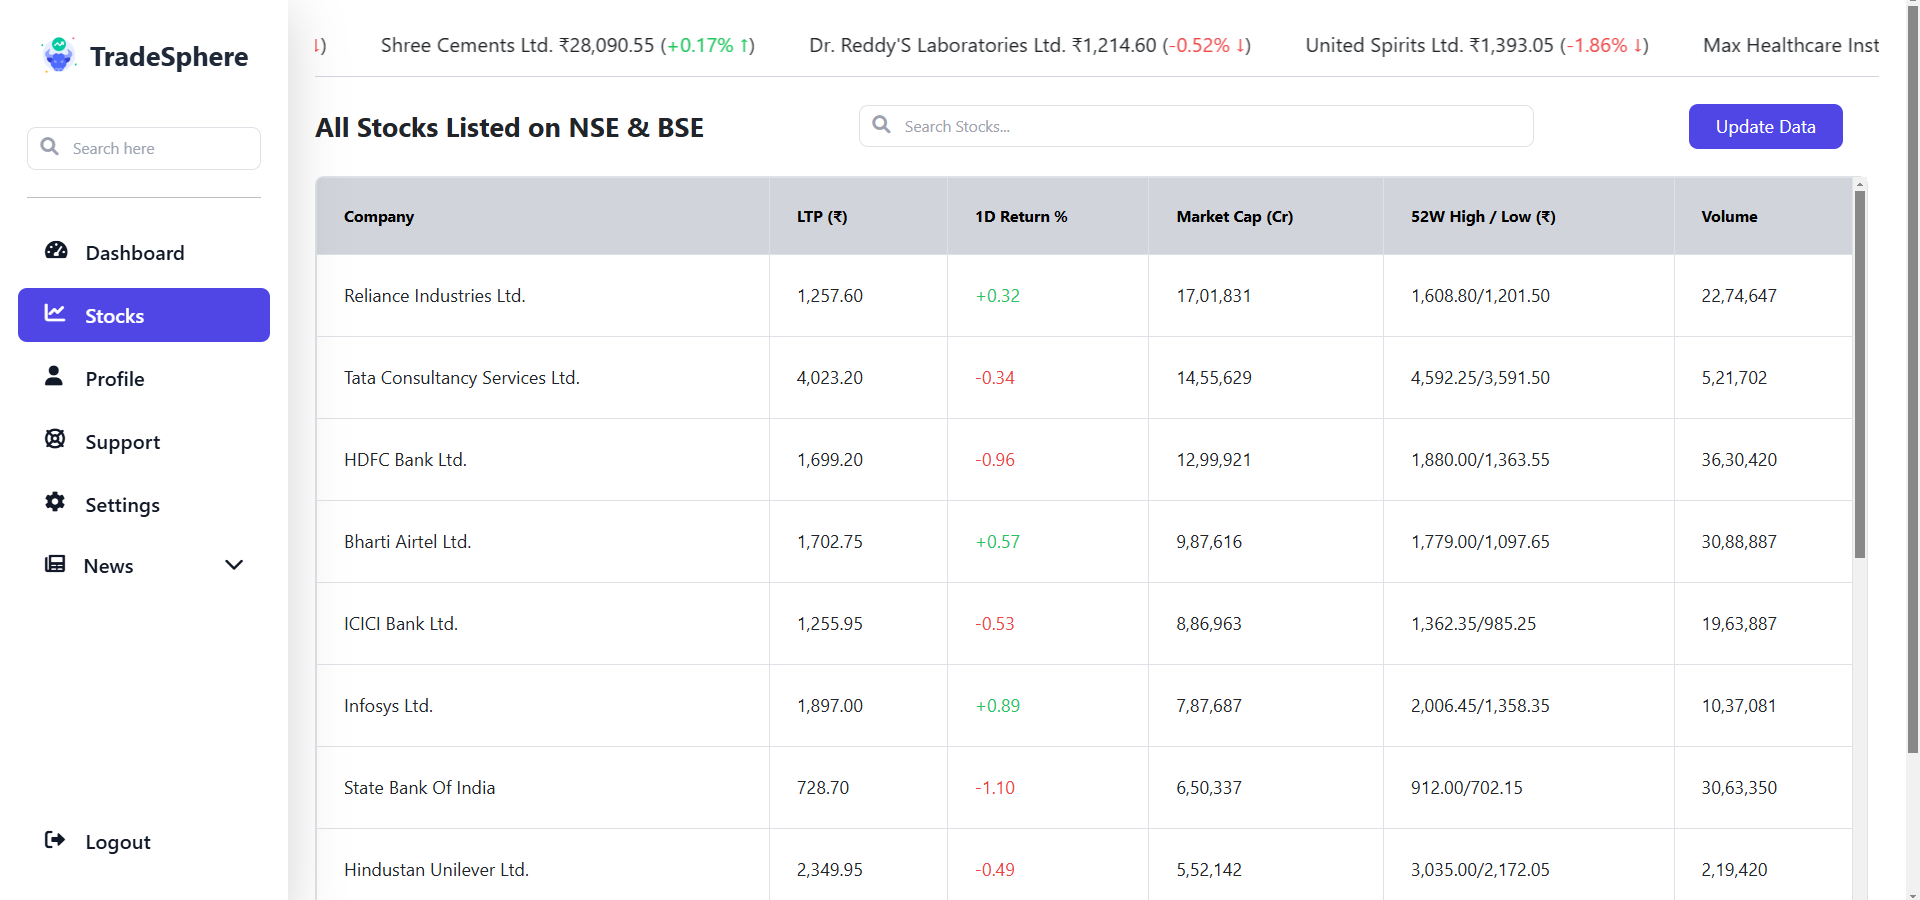 TradeSphere
Search here
Dashboard
Stocks
Profile
Support
Settings
News
Logout
↓) Shree Cements Ltd. ₹28,090.55 (+0.17% ↑) Dr. Reddy'S Laboratories Ltd. ₹1,214.60 (-0.52% ↓) United Spirits Ltd. ₹1,393.05 (-1.86% ↓) Max Healthcare Inst
All Stocks Listed on NSE & BSE Search Stocks... Update Data
Company LTP (₹) 1D Return % Market Cap (Cr) 52W High / Low (₹) Volume
Reliance Industries Ltd. 1,257.60 +0.32 17,01,831 1,608.80/1,201.50 22,74,647
Tata Consultancy Services Ltd. 4,023.20 -0.34 14,55,629 4,592.25/3,591.50 5,21,702
HDFC Bank Ltd. 1,699.20 -0.96 12,99,921 1,880.00/1,363.55 36,30,420
Bharti Airtel Ltd. 1,702.75 +0.57 9,87,616 1,779.00/1,097.65 30,88,887
ICICI Bank Ltd. 1,255.95 -0.53 8,86,963 1,362.35/985.25 19,63,887
Infosys Ltd. 1,897.00 +0.89 7,87,687 2,006.45/1,358.35 10,37,081
State Bank Of India 728.70 -1.10 6,50,337 912.00/702.15 30,63,350
Hindustan Unilever Ltd. 2,349.95 -0.49 5,52,142 3,035.00/2,172.05 2,19,420